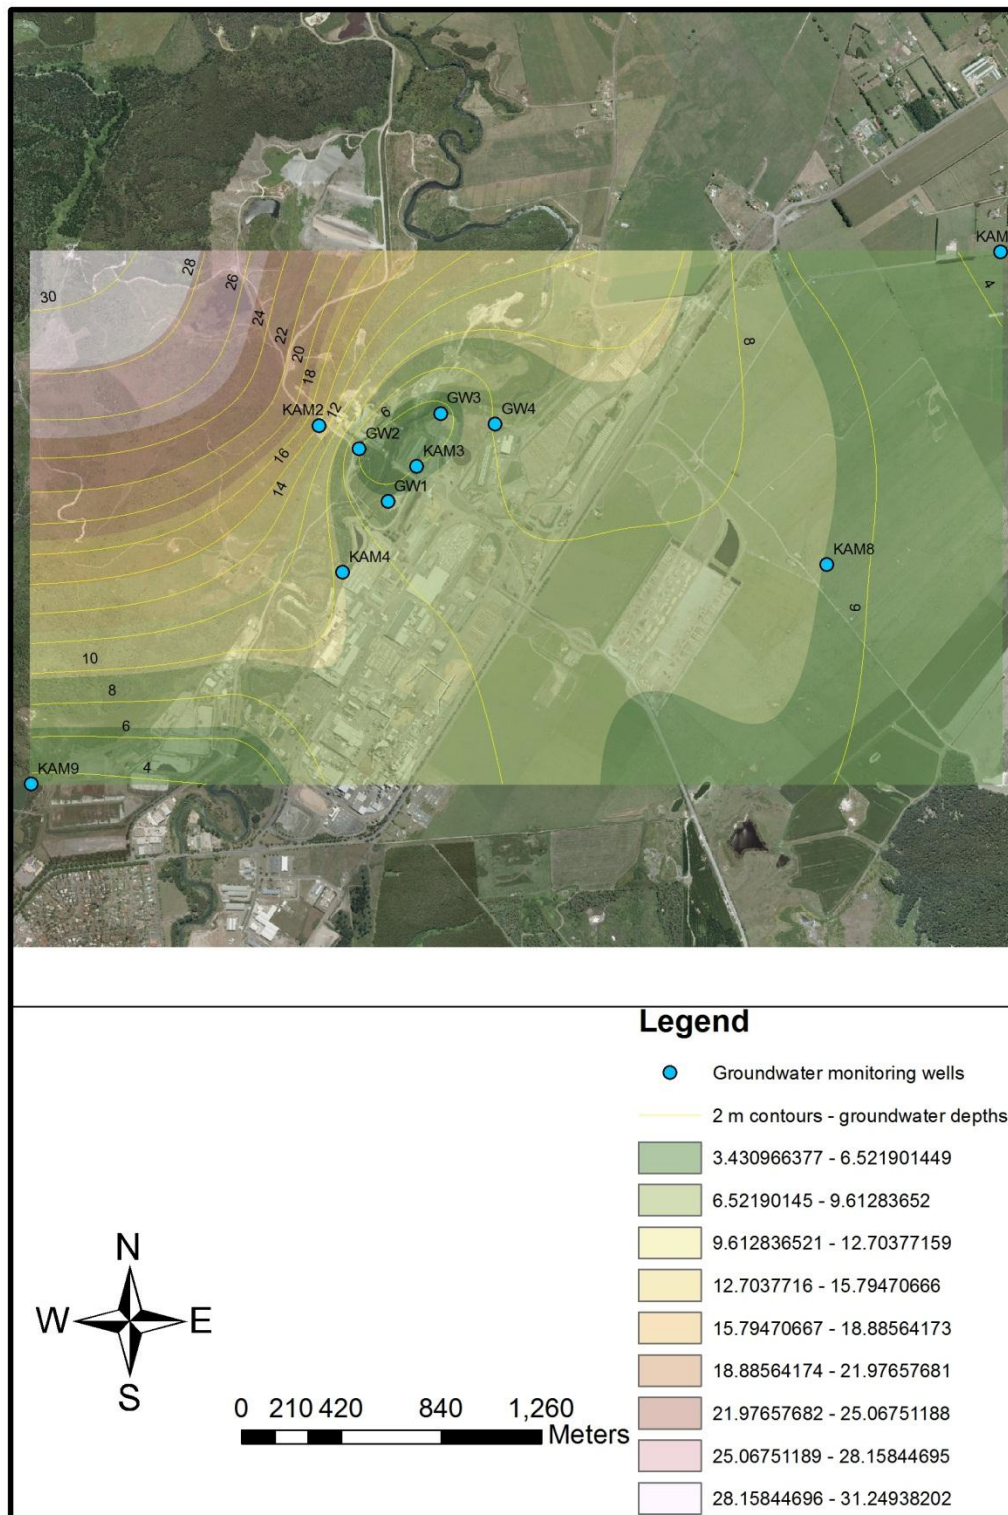 KAM
28
26
30
4
24
22
20
8
18
12
6
GW3
KAM2
GW4
GW2
KAM3
16
14
GW1
KAM4
KAM8
6
10
8
6
4
KAM9
Legend
Groundwater monitoring wells
2 m contours - groundwater depths
3.430966377 - 6.521901449
6.52190145 - 9.61283652
9.612836521 - 12.70377159
12.7037716 - 15.79470666
15.79470667 - 18.88564173
18.88564174 - 21.97657681
21.97657682 - 25.06751188
25.06751189 - 28.15844695
28.15844696 - 31.24938202
N
W E
S
0 210 420 840 1,260
Meters